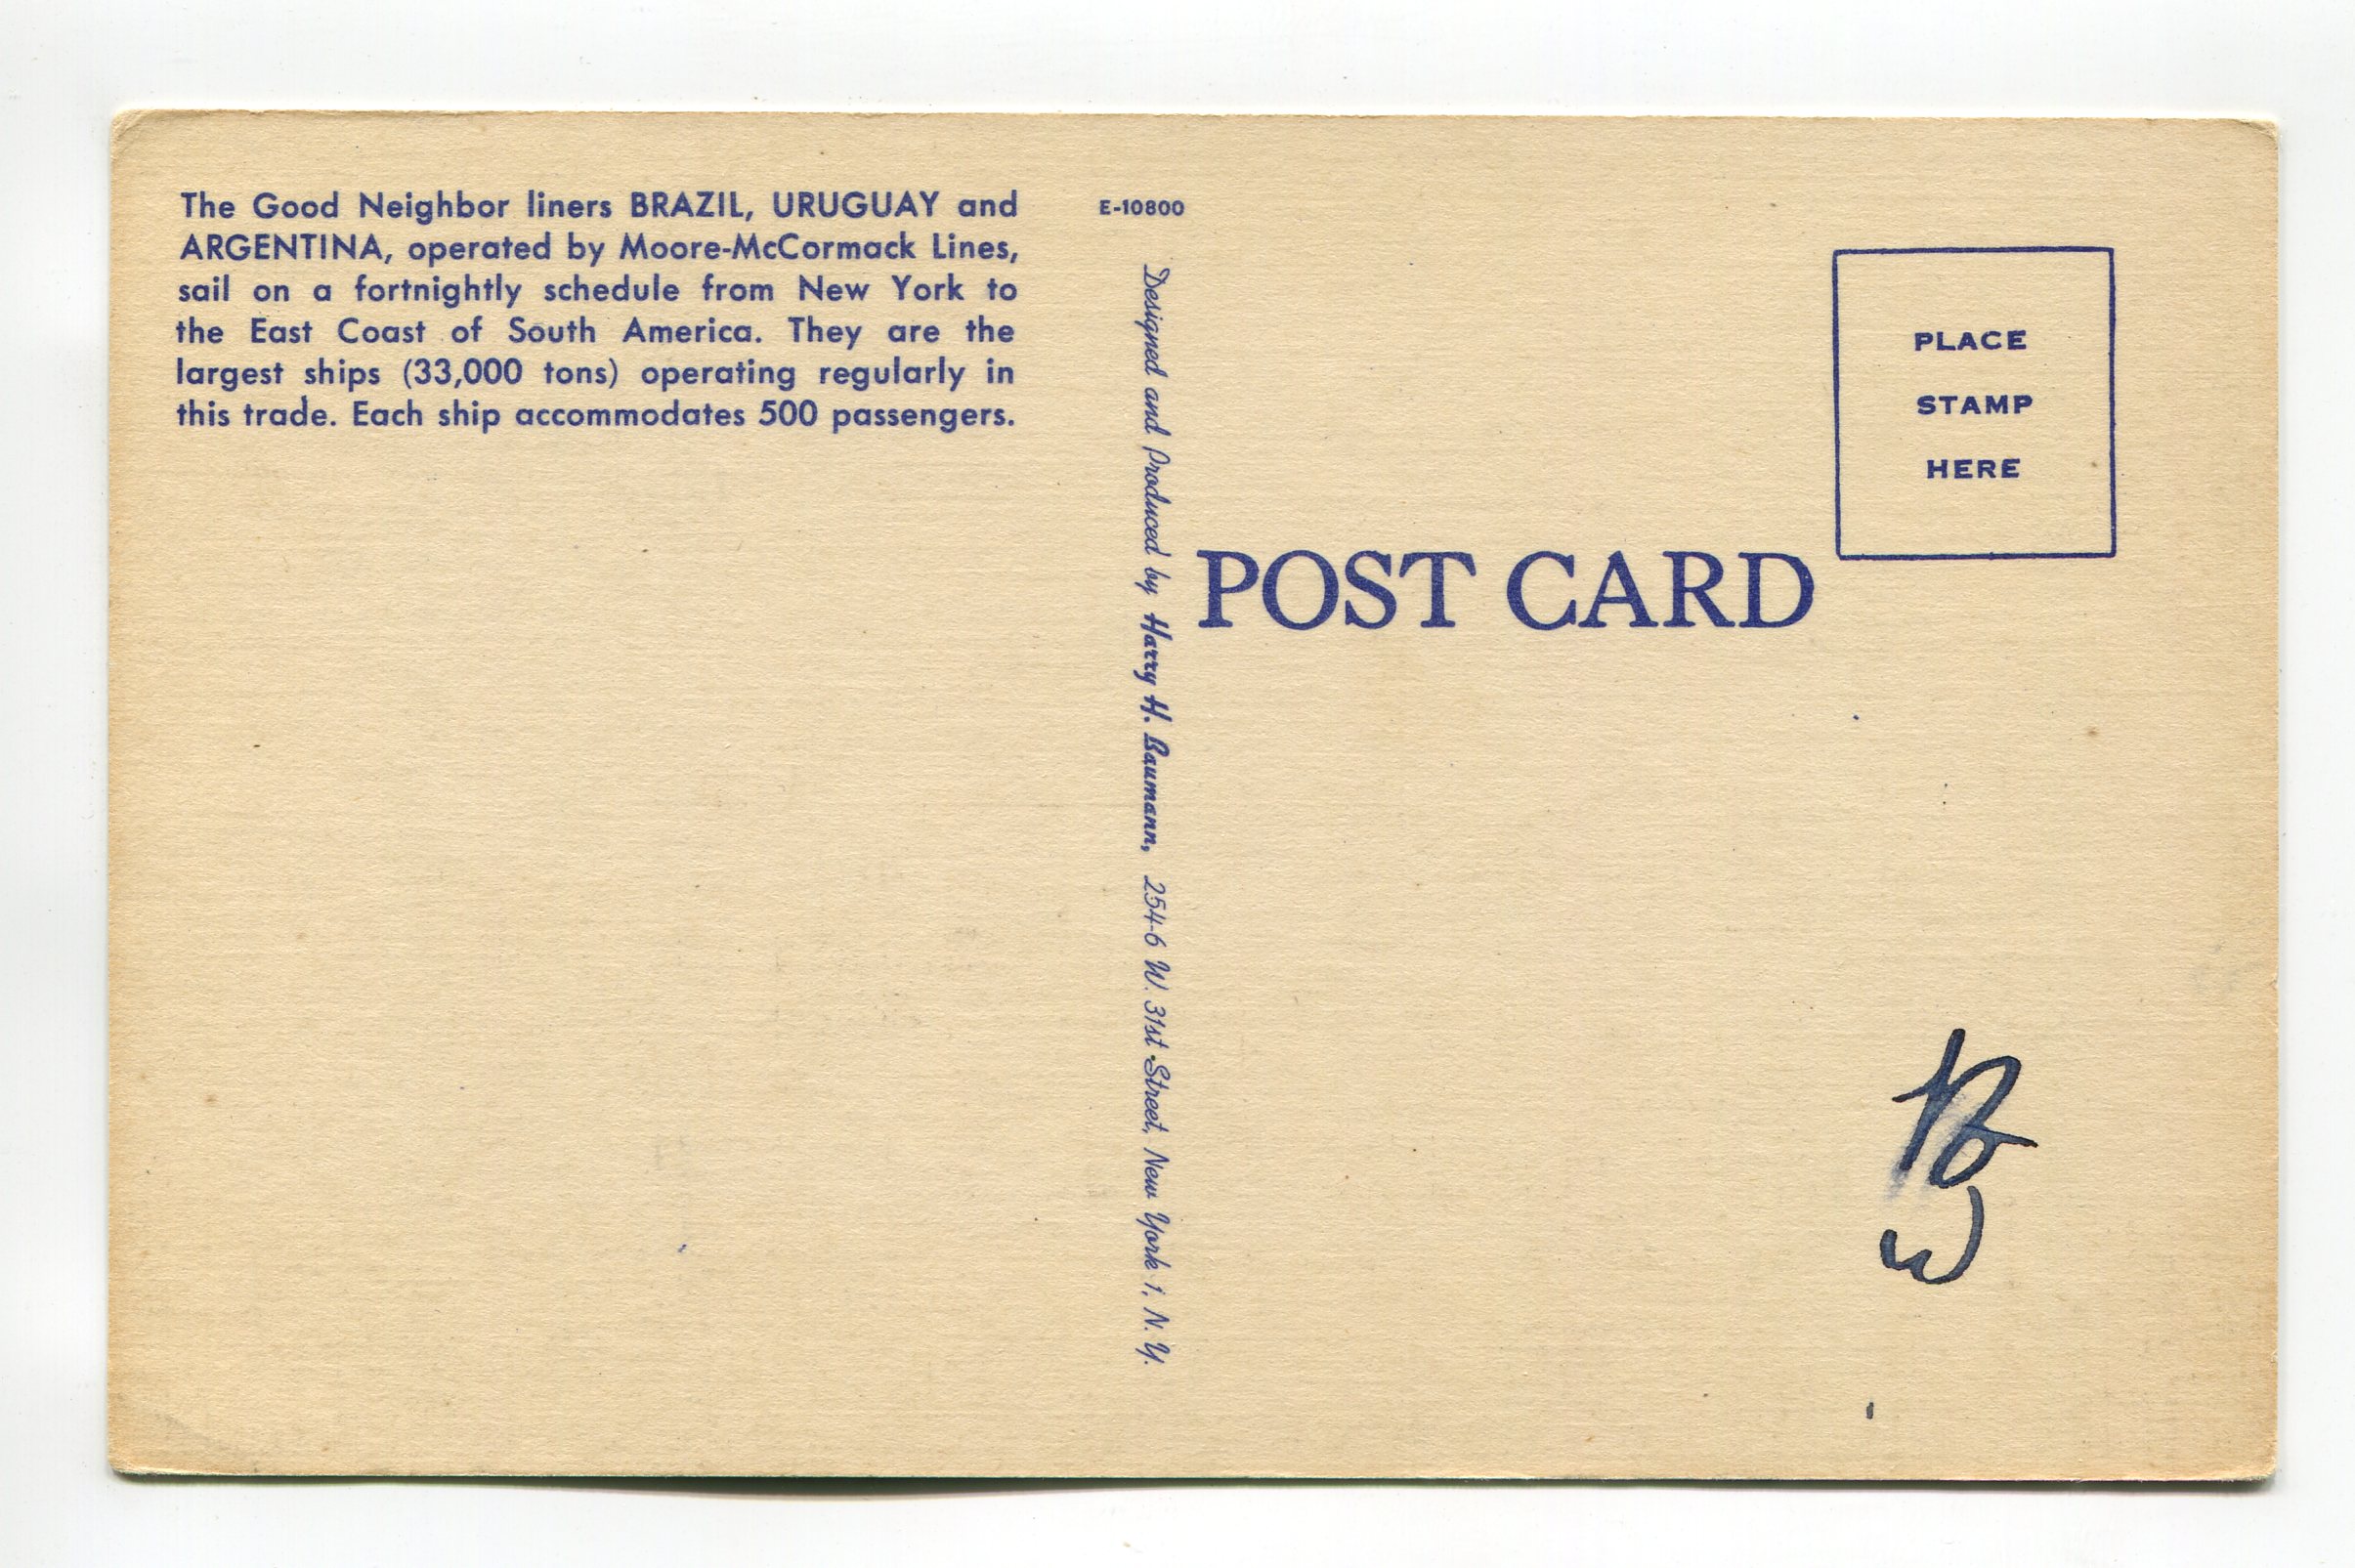 The Good Neighbor liners BRAZIL, URUGUAY and
ARGENTINA, operated by Moore-McCormack Lines,
sail on a fortnightly schedule from New York to
the East Coast of South America. They are the
largest ships (33,000 tons) operating regularly in
this trade. Each ship accommodates 500 passengers.
E-10800
Designed and Produced by Harry H. Baumann, 254-6 W. 31st Street, New York 1, N. Y.
POST CARD
PLACE
STAMP
HERE